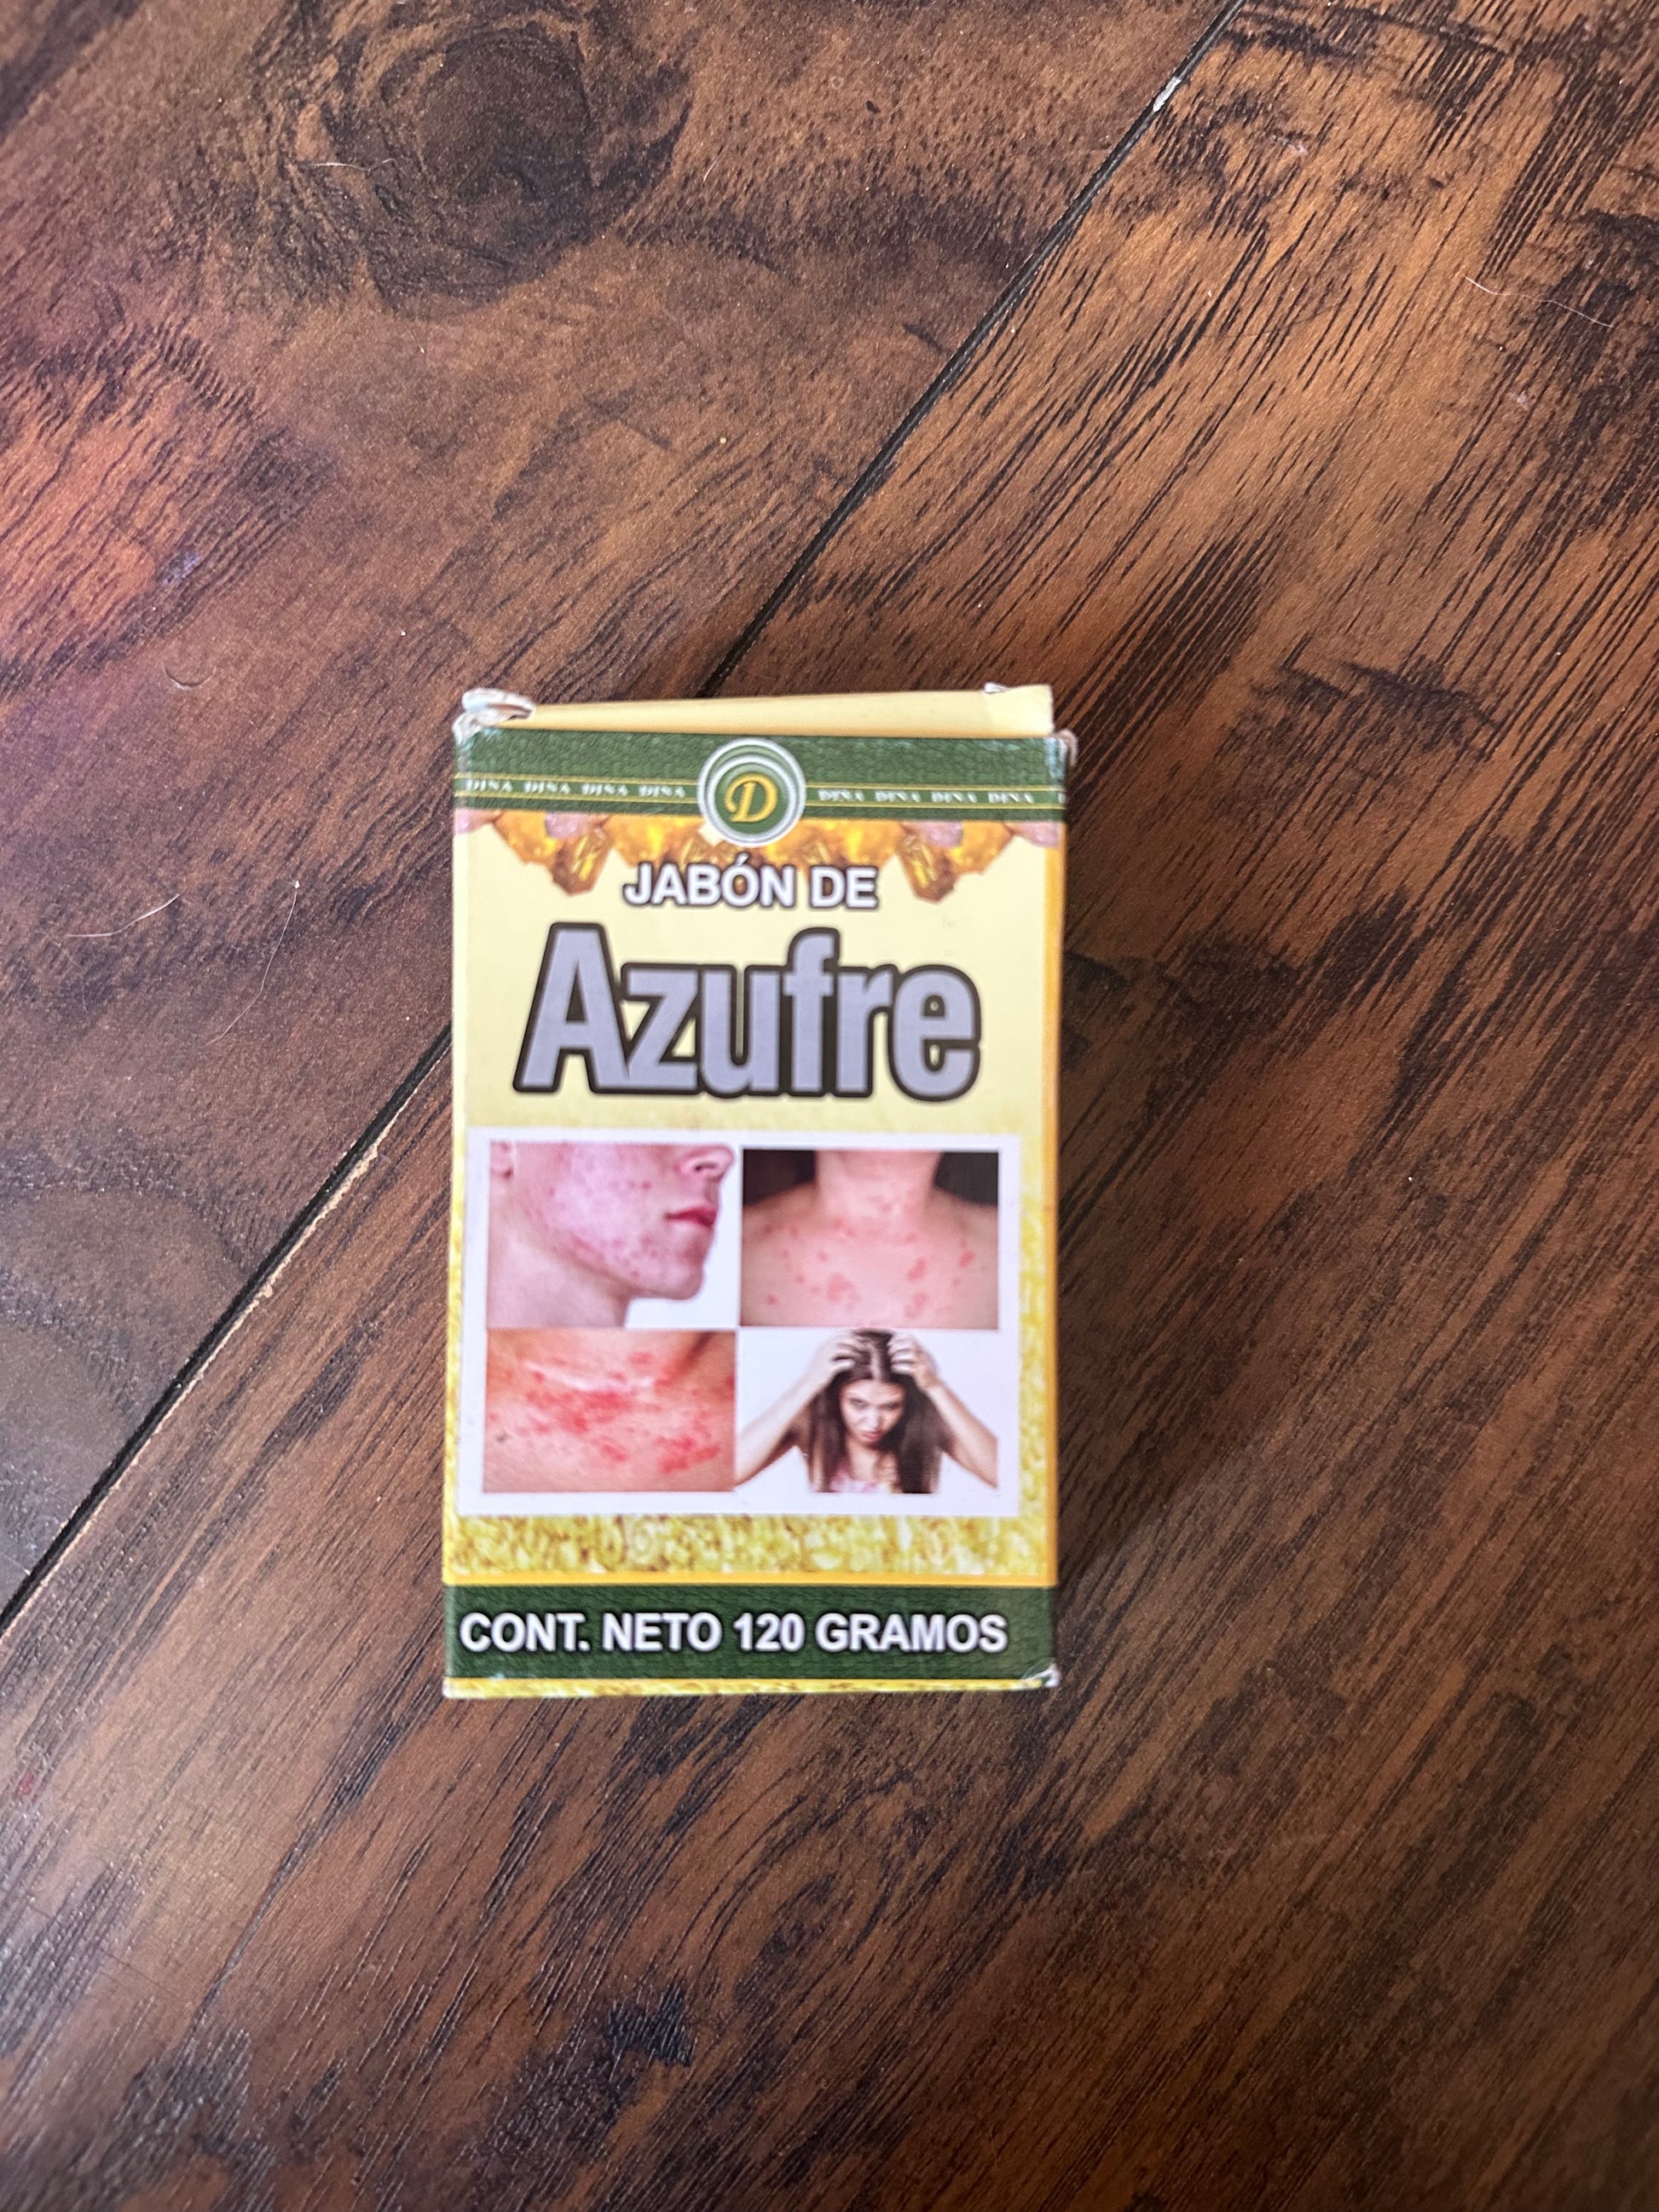 DINA DINA DINA DINA D DINA DINA DINA DINA
JABÓN DE
Azufre
CONT. NETO 120 GRAMOS